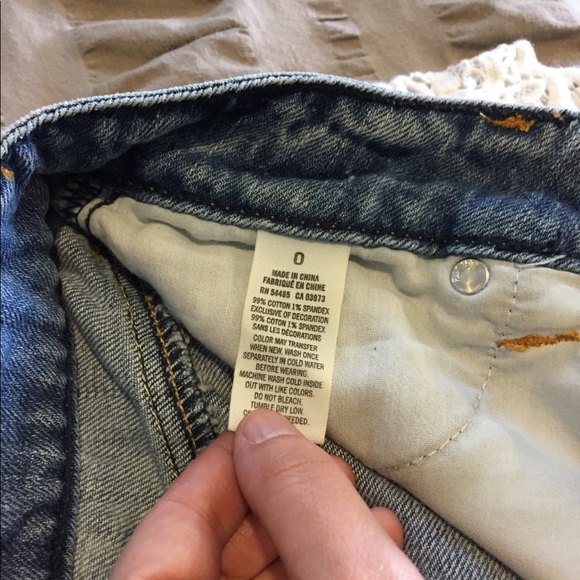 0
MADE IN CHINA
FABRIQUÉ EN CHINE
RN 54485 CA 03873
99% COTTON 1% SPANDEX
EXCLUSIVE OF DECORATION
99% COTTON 1% SPANDEX
SANS LES DÉCORATIONS
COLOR MAY TRANSFER
WHEN NEW, WASH ONCE
SEPARATELY IN COLD WATER
BEFORE WEARING.
MACHINE WASH COLD INSIDE
OUT WITH LIKE COLORS.
DO NOT BLEACH.
TUMBLE DRY LOW.